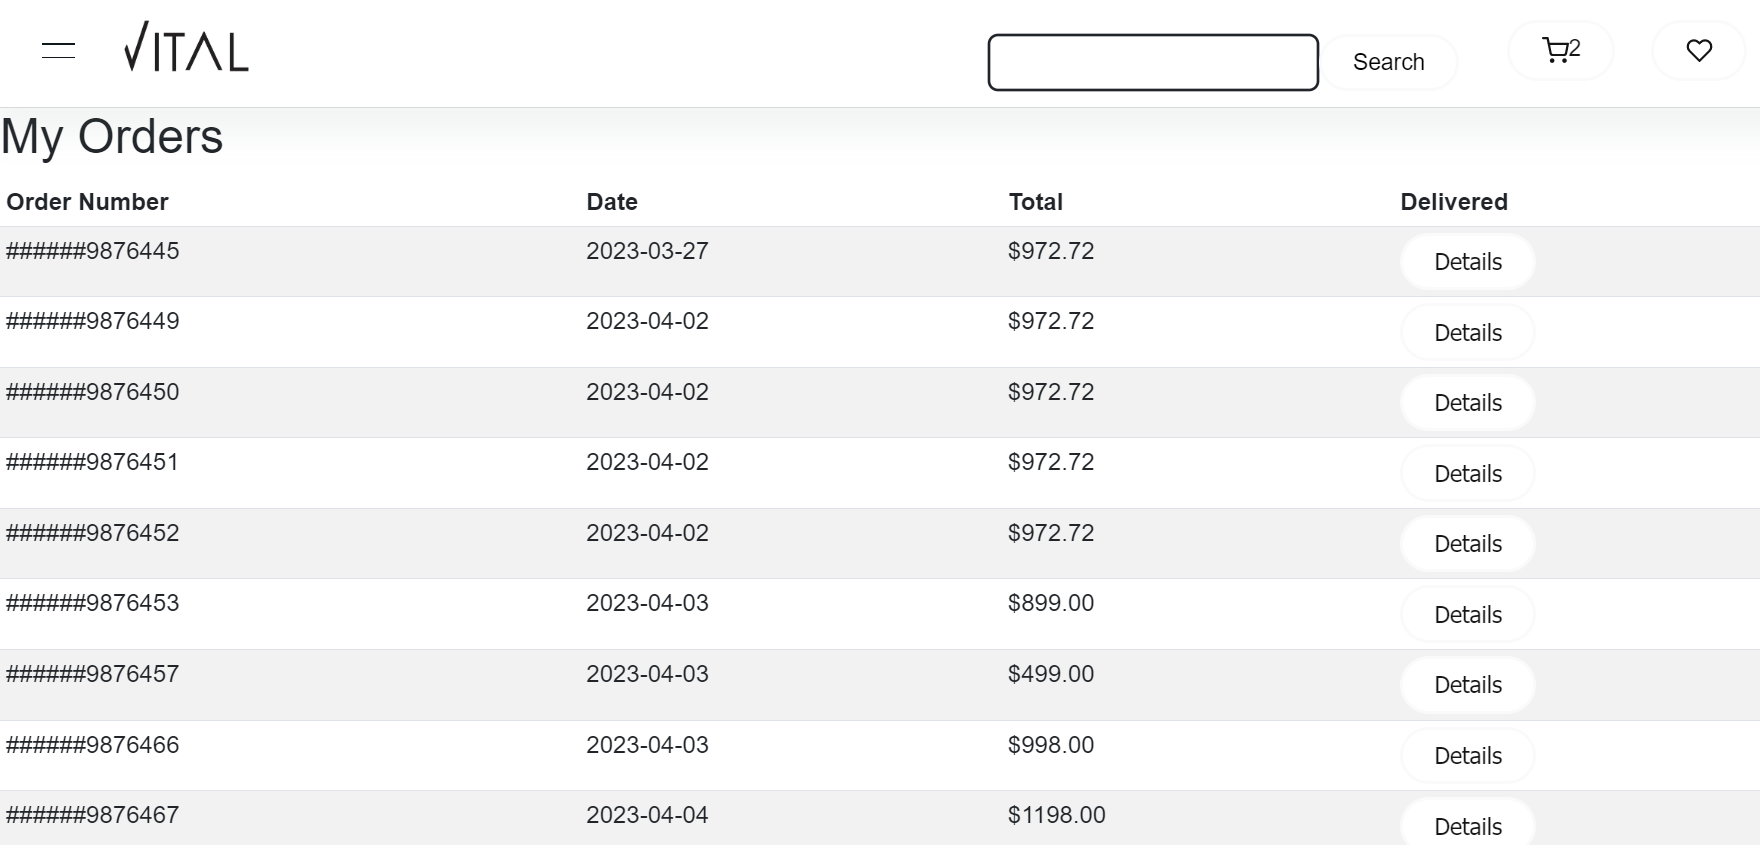 VITAL
Search
2
My Orders
Order Number Date Total Delivered
######9876445 2023-03-27 $972.72 Details
######9876449 2023-04-02 $972.72 Details
######9876450 2023-04-02 $972.72 Details
######9876451 2023-04-02 $972.72 Details
######9876452 2023-04-02 $972.72 Details
######9876453 2023-04-03 $899.00 Details
######9876457 2023-04-03 $499.00 Details
######9876466 2023-04-03 $998.00 Details
######9876467 2023-04-04 $1198.00 Details